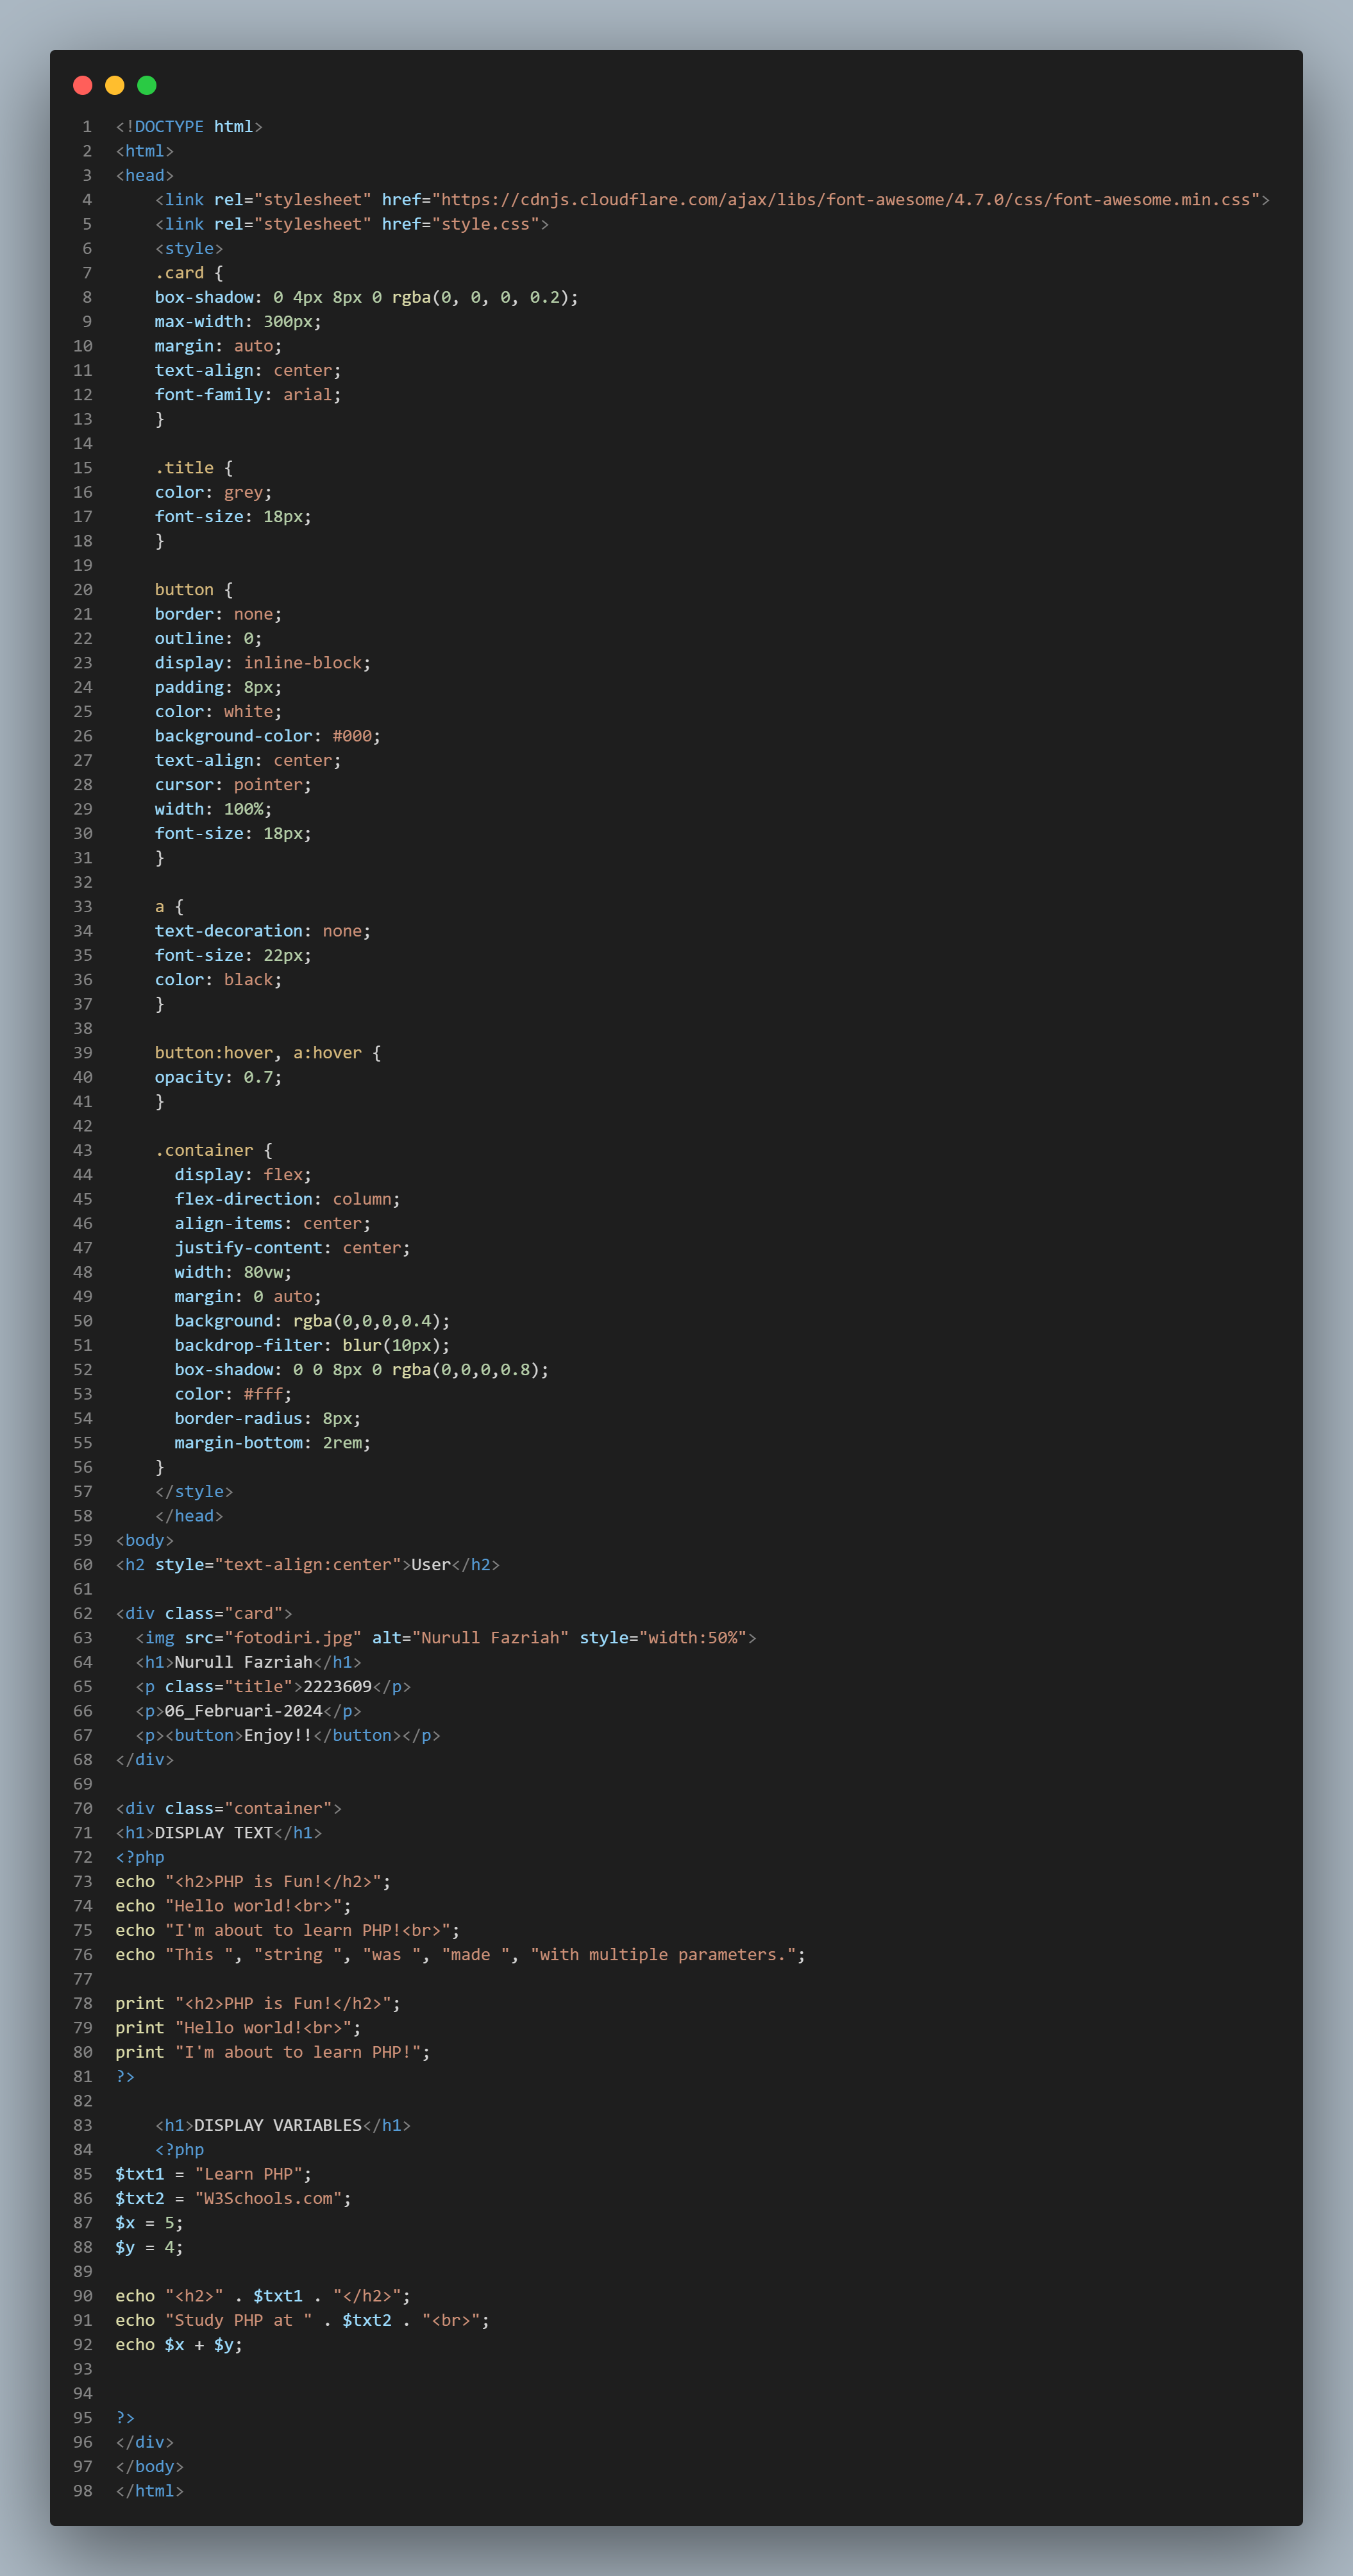 1 <!DOCTYPE html>
2 <html>
3 <head>
4     <link rel="stylesheet" href="https://cdnjs.cloudflare.com/ajax/libs/font-awesome/4.7.0/css/font-awesome.min.css">
5     <link rel="stylesheet" href="style.css">
6     <style>
7     .card {
8     box-shadow: 0 4px 8px 0 rgba(0, 0, 0, 0.2);
9     max-width: 300px;
10     margin: auto;
11     text-align: center;
12     font-family: arial;
13     }
14
15     .title {
16     color: grey;
17     font-size: 18px;
18     }
19
20     button {
21     border: none;
22     outline: 0;
23     display: inline-block;
24     padding: 8px;
25     color: white;
26     background-color: #000;
27     text-align: center;
28     cursor: pointer;
29     width: 100%;
30     font-size: 18px;
31     }
32
33     a {
34     text-decoration: none;
35     font-size: 22px;
36     color: black;
37     }
38
39     button:hover, a:hover {
40     opacity: 0.7;
41     }
42
43     .container {
44       display: flex;
45       flex-direction: column;
46       align-items: center;
47       justify-content: center;
48       width: 80vw;
49       margin: 0 auto;
50       background: rgba(0,0,0,0.4);
51       backdrop-filter: blur(10px);
52       box-shadow: 0 0 8px 0 rgba(0,0,0,0.8);
53       color: #fff;
54       border-radius: 8px;
55       margin-bottom: 2rem;
56     }
57     </style>
58     </head>
59 <body>
60 <h2 style="text-align:center">User</h2>
61
62 <div class="card">
63   <img src="fotodiri.jpg" alt="Nurull Fazriah" style="width:50%">
64   <h1>Nurull Fazriah</h1>
65   <p class="title">2223609</p>
66   <p>06_Februari-2024</p>
67   <p><button>Enjoy!!</button></p>
68 </div>
69
70 <div class="container">
71 <h1>DISPLAY TEXT</h1>
72 <?php
73 echo "<h2>PHP is Fun!</h2>";
74 echo "Hello world!<br>";
75 echo "I'm about to learn PHP!<br>";
76 echo "This ", "string ", "was ", "made ", "with multiple parameters.";
77
78 print "<h2>PHP is Fun!</h2>";
79 print "Hello world!<br>";
80 print "I'm about to learn PHP!";
81 ?>
82
83     <h1>DISPLAY VARIABLES</h1>
84     <?php
85 $txt1 = "Learn PHP";
86 $txt2 = "W3Schools.com";
87 $x = 5;
88 $y = 4;
89
90 echo "<h2>" . $txt1 . "</h2>";
91 echo "Study PHP at " . $txt2 . "<br>";
92 echo $x + $y;
93
94
95 ?>
96 </div>
97 </body>
98 </html>